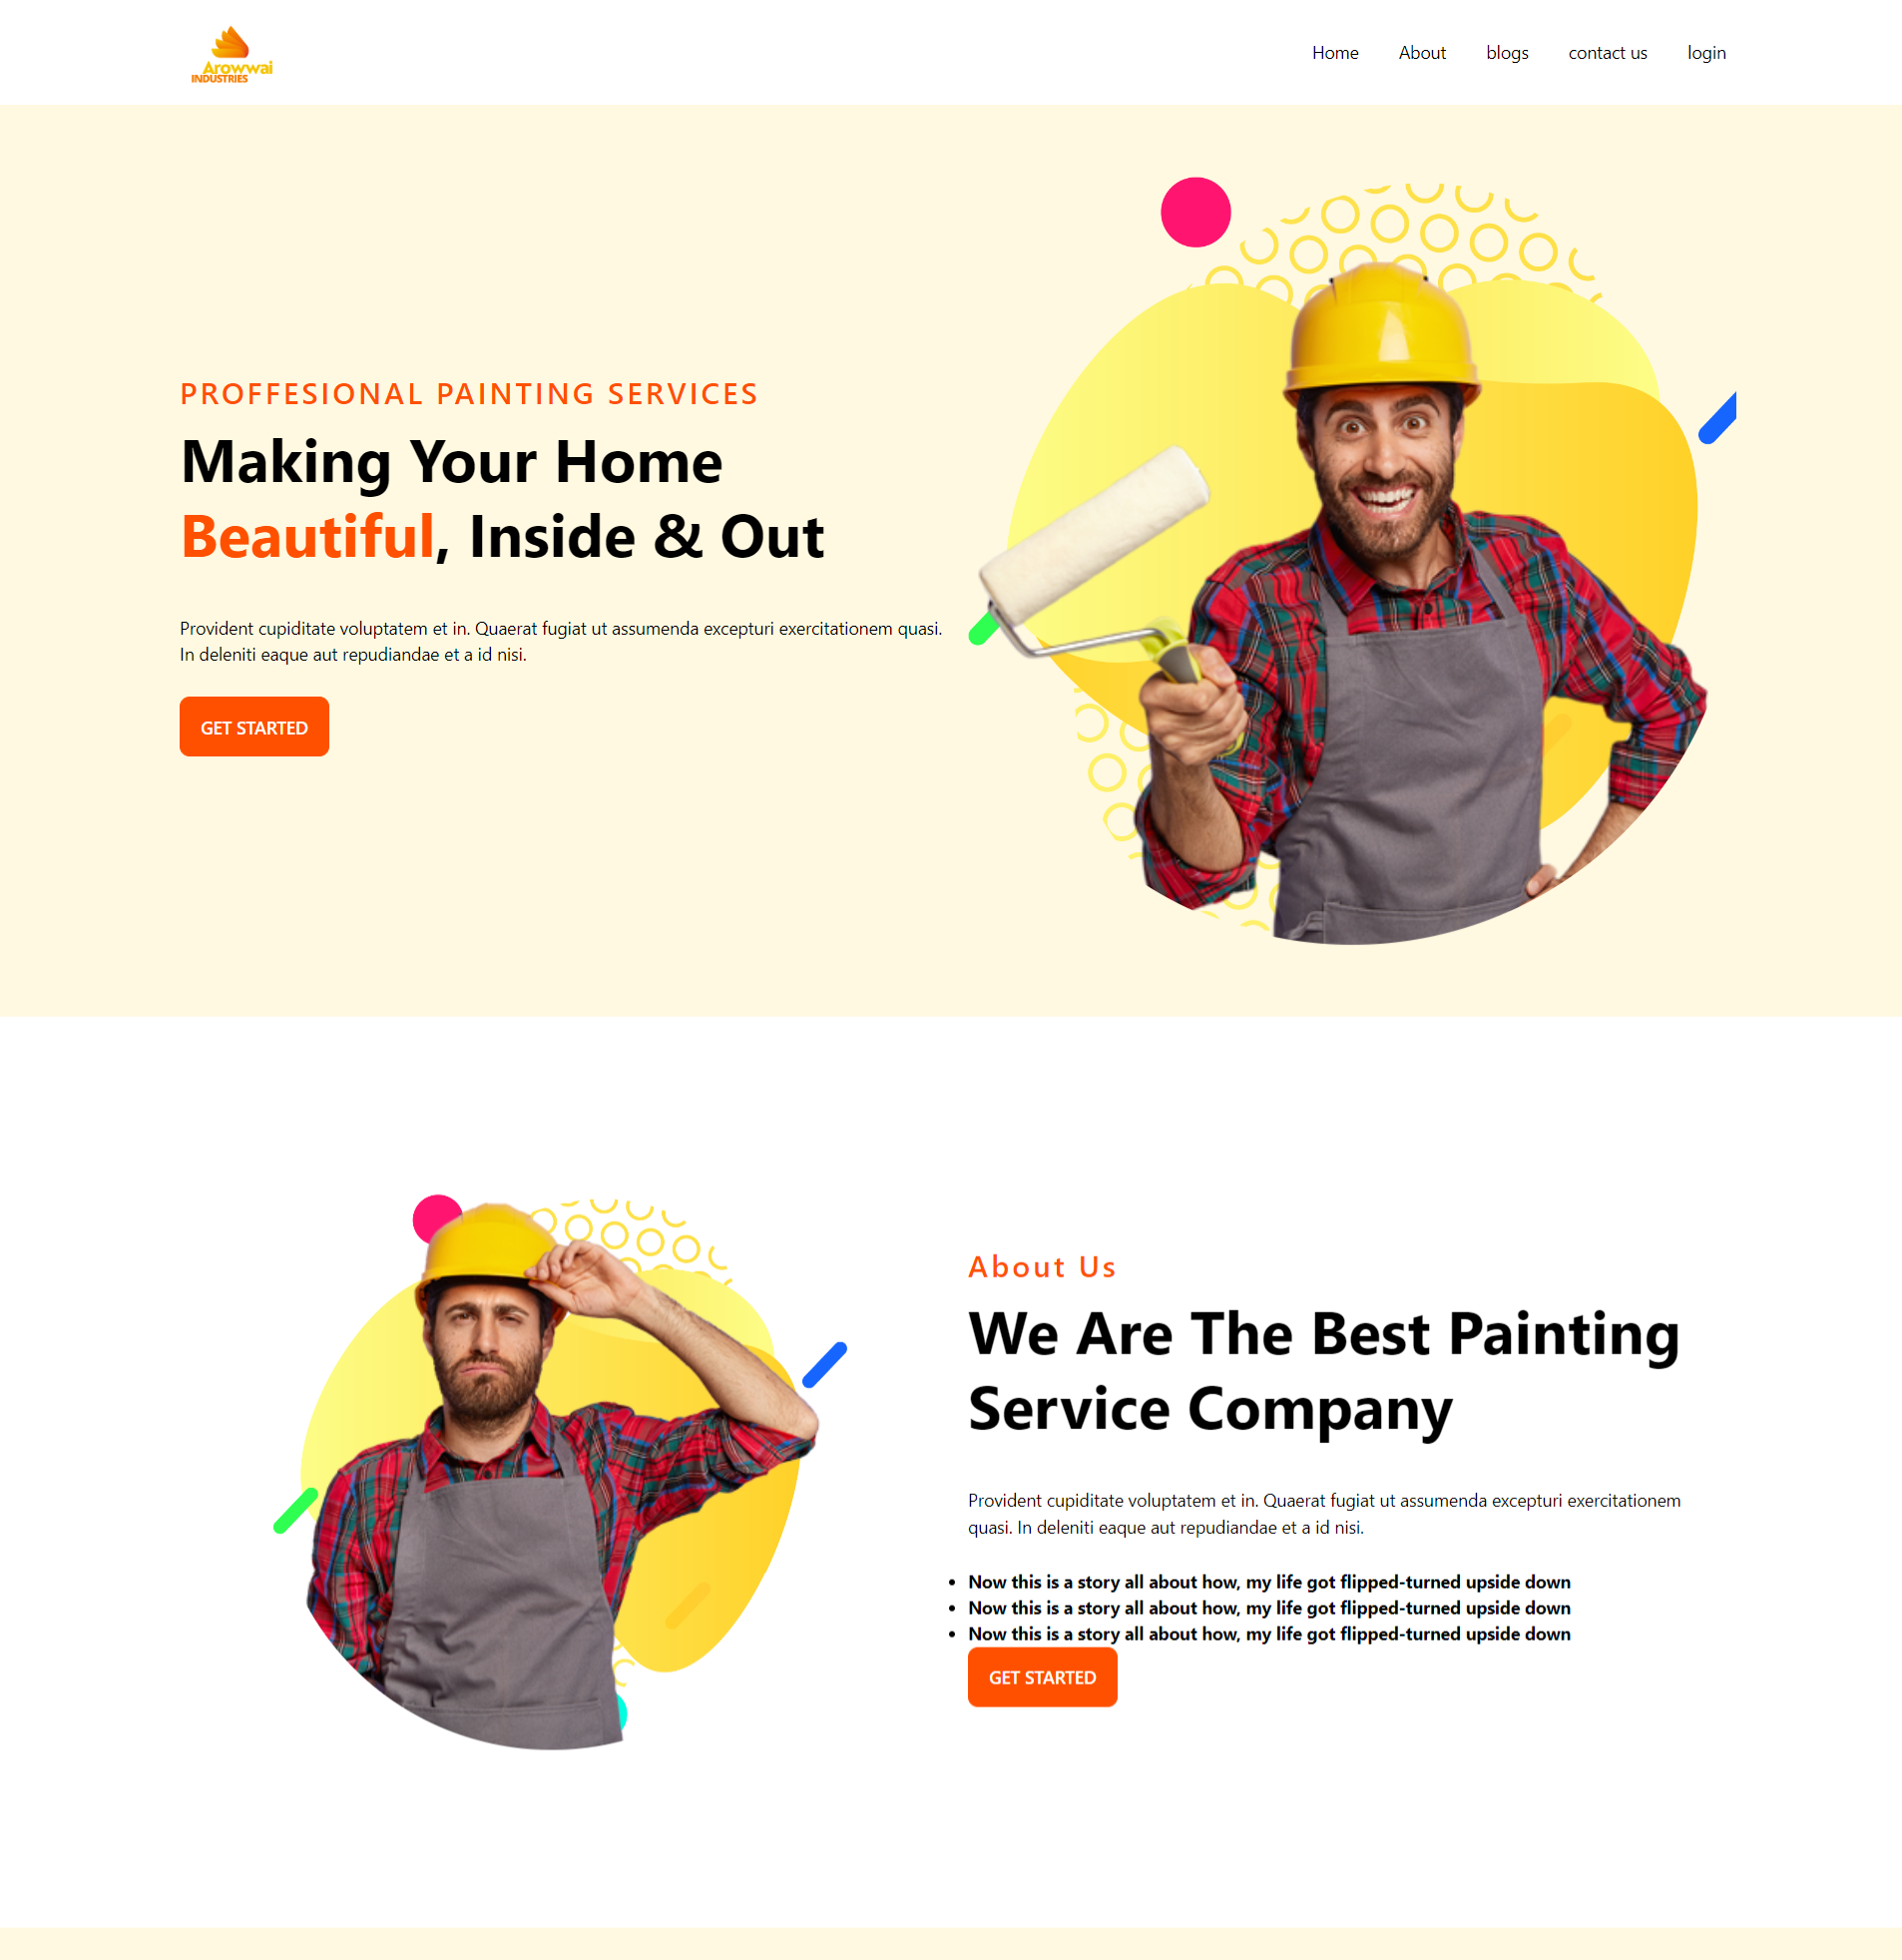 Arowwai
INDUSTRIES
Home About blogs contact us login
PROFFESIONAL PAINTING SERVICES
Making Your Home
Beautiful, Inside & Out
Provident cupiditate voluptatem et in. Quaerat fugiat ut assumenda excepturi exercitationem quasi.
In deleniti eaque aut repudiandae et a id nisi.
GET STARTED
About Us
We Are The Best Painting
Service Company
Provident cupiditate voluptatem et in. Quaerat fugiat ut assumenda excepturi exercitationem
quasi. In deleniti eaque aut repudiandae et a id nisi.
• Now this is a story all about how, my life got flipped-turned upside down
• Now this is a story all about how, my life got flipped-turned upside down
• Now this is a story all about how, my life got flipped-turned upside down
GET STARTED